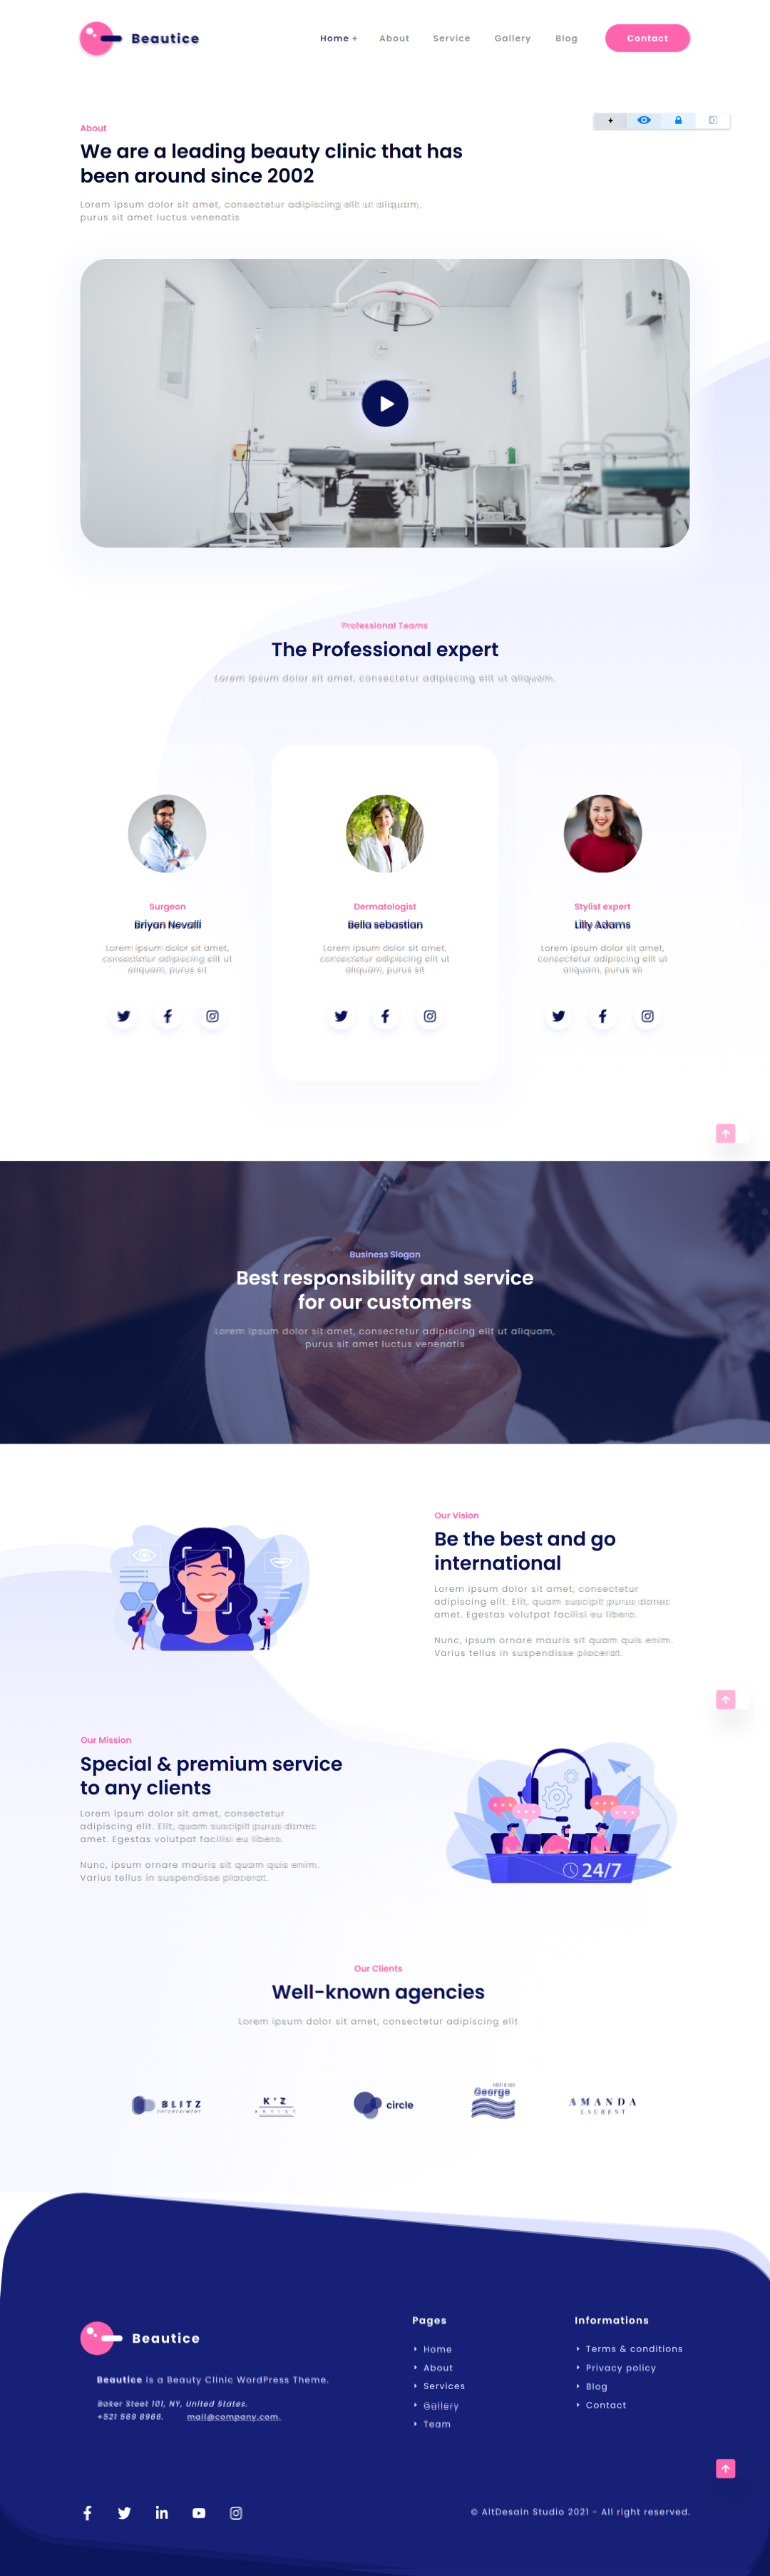 Beautice
Home +
About
Service
Gallery
Blog
Contact
About
We are a leading beauty clinic that has
been around since 2002
Lorem ipsum dolor sit amet, consectetur adipiscing elit ut aliquam,
purus sit amet luctus venenatis
Professional Teams
The Professional expert
Lorem ipsum dolor sit amet, consectetur adipiscing elit ut aliquam.
Surgeon
Briyan Nevalli
Lorem ipsum dolor sit amet,
consectetur adipiscing elit ut
aliquam, purus sit
Dermatologist
Bella sebastian
Lorem ipsum dolor sit amet,
consectetur adipiscing elit ut
aliquam, purus sit
Stylist expert
Lilly Adams
Lorem ipsum dolor sit amet,
consectetur adipiscing elit ut
aliquam, purus sit
Business Slogan
Best responsibility and service
for our customers
Lorem ipsum dolor sit amet, consectetur adipiscing elit ut aliquam,
purus sit amet luctus venenatis
Our Vision
Be the best and go
international
Lorem ipsum dolor sit amet, consectetur
adipiscing elit. Elit, quam suscipit purus donec
amet. Egestas volutpat facilisi eu libero.
Nunc, ipsum ornare mauris sit quam quis enim.
Varius tellus in suspendisse placerat.
Our Mission
Special & premium service
to any clients
Lorem ipsum dolor sit amet, consectetur
adipiscing elit. Elit, quam suscipit purus donec
amet. Egestas volutpat facilisi eu libero.
Nunc, ipsum ornare mauris sit quam quis enim.
Varius tellus in suspendisse placerat.
24/7
Our Clients
Well-known agencies
Lorem ipsum dolor sit amet, consectetur adipiscing elit
BLITZ
ENTERTAIMENT
K'Z
ARTIST
circle
George
AMANDA
LAURENT
Beautice
Beautice is a Beauty Clinic WordPress Theme.
Baker Steet 101, NY, United States.
+521 569 8966.
mail@company.com.
Pages
Home
About
Services
Gallery
Team
Informations
Terms & conditions
Privacy policy
Blog
Contact
© AltDesain Studio 2021 - All right reserved.